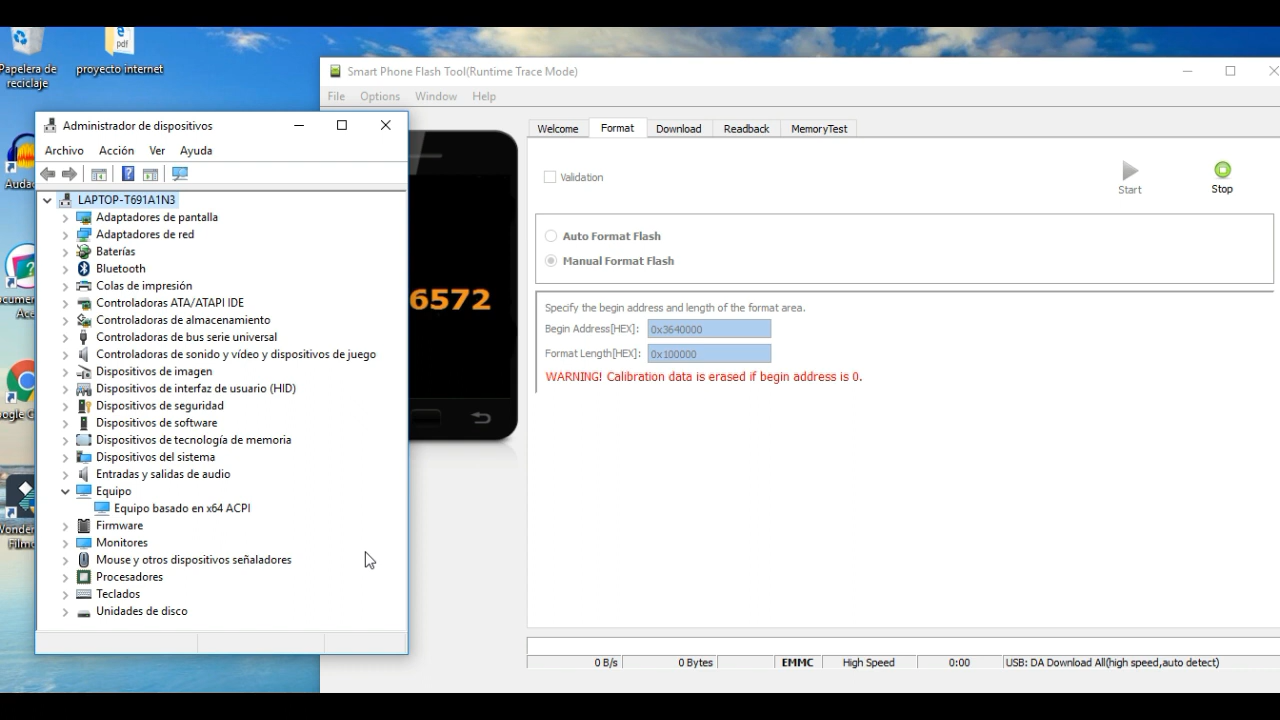 Papelera de
reciclaje
pdf
proyecto internet
Smart Phone Flash Tool(Runtime Trace Mode)
File Options Window Help
Administrador de dispositivos
Archivo Acción Ver Ayuda
LAPTOP-T691A1N3
Adaptadores de pantalla
Adaptadores de red
Baterías
Bluetooth
Colas de impresión
Controladoras ATA/ATAPI IDE
Controladoras de almacenamiento
Controladoras de bus serie universal
Controladoras de sonido y vídeo y dispositivos de juego
Dispositivos de imagen
Dispositivos de interfaz de usuario (HID)
Dispositivos de seguridad
Dispositivos de software
Dispositivos de tecnología de memoria
Dispositivos del sistema
Entradas y salidas de audio
Equipo
Equipo basado en x64 ACPI
Firmware
Monitores
Mouse y otros dispositivos señaladores
Procesadores
Teclados
Unidades de disco
6572
Welcome Format Download Readback MemoryTest
Validation
Start
Stop
Auto Format Flash
Manual Format Flash
Specify the begin address and length of the format area.
Begin Address[HEX]: 0x3640000
Format Length[HEX]: 0x100000
WARNING! Calibration data is erased if begin address is 0.
0 B/s 0 Bytes EMMC High Speed 0:00 USB: DA Download All(high speed,auto detect)